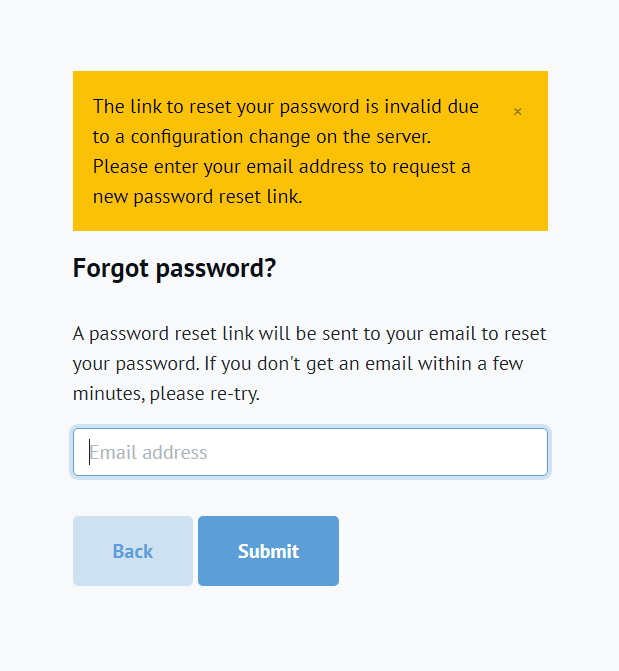 The link to reset your password is invalid due
to a configuration change on the server.
Please enter your email address to request a
new password reset link.
×
Forgot password?
A password reset link will be sent to your email to reset
your password. If you don't get an email within a few
minutes, please re-try.
Email address
Back
Submit